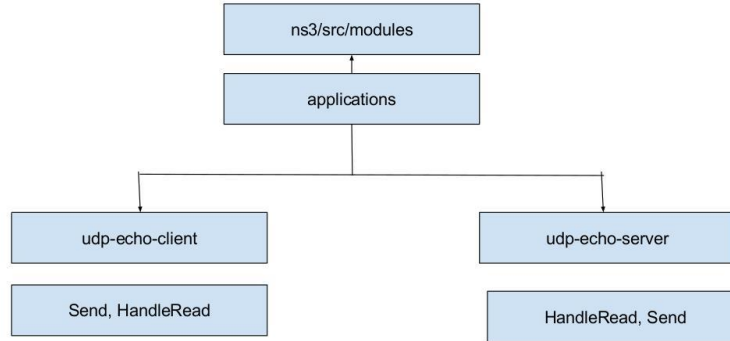 ns3/src/modules
applications
udp-echo-client
udp-echo-server
Send, HandleRead
HandleRead, Send